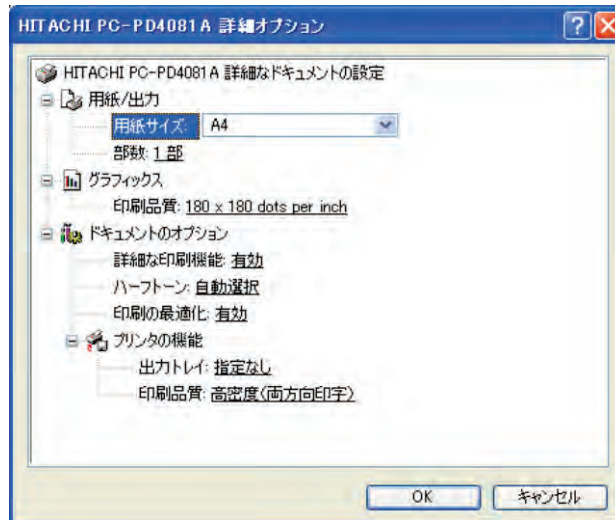 HITACHI PC-PD4081A 詳細オプション
HITACHI PC-PD4081A 詳細なドキュメントの設定
用紙/出力
用紙サイズ: A4
部数: 1 部
グラフィックス
印刷品質: 180 x 180 dots per inch
ドキュメントのオプション
詳細な印刷機能: 有効
ハーフトーン: 自動選択
印刷の最適化: 有効
プリンタの機能
出力トレイ: 指定なし
印刷品質: 高密度(両方向印字)
OK キャンセル